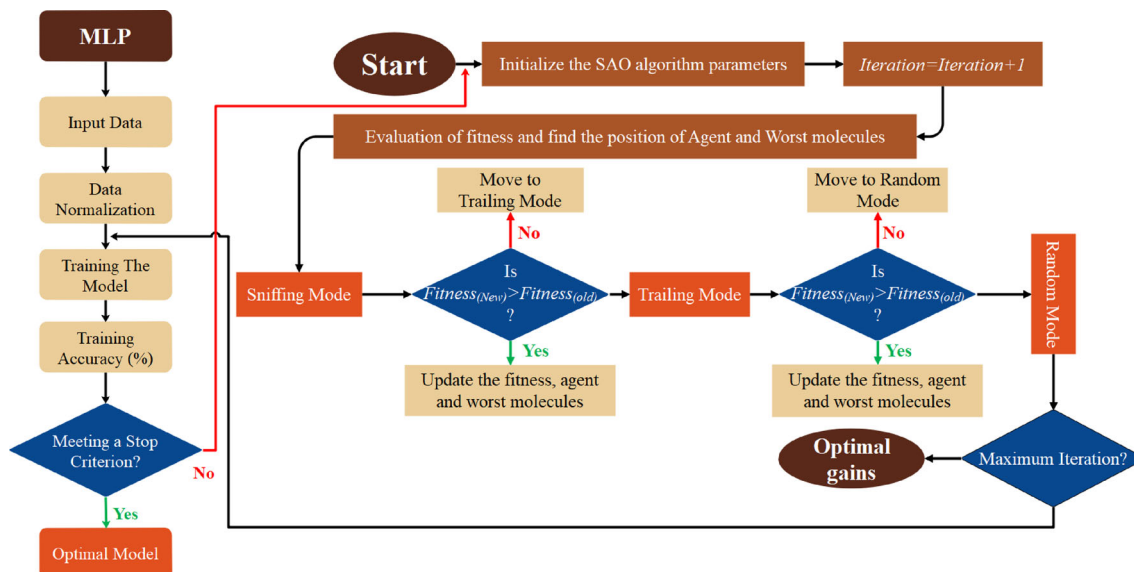 MLP
Input Data
Data
Normalization
Training The
Model
Training
Accuracy (%)
Meeting a Stop
Criterion?
No
Yes
Optimal Model
Start
Initialize the SAO algorithm parameters
Iteration=Iteration+1
Evaluation of fitness and find the position of Agent and Worst molecules
Move to
Trailing Mode
No
Sniffing Mode
Is
Fitness(New)>Fitness(old)
?
Yes
Update the fitness, agent
and worst molecules
Trailing Mode
Move to Random
Mode
No
Is
Fitness(New)>Fitness(old)
?
Yes
Update the fitness, agent
and worst molecules
Random Mode
Maximum Iteration?
Optimal
gains